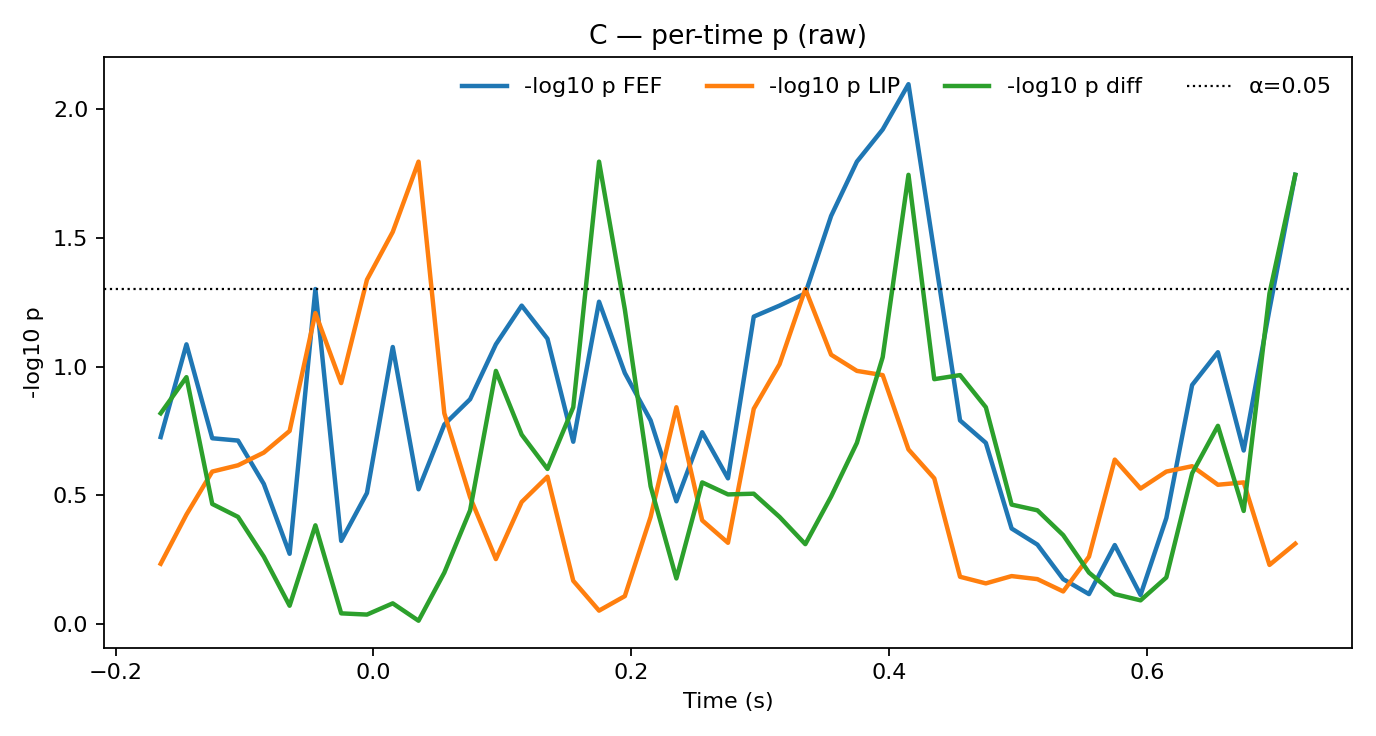 C — per-time p (raw)
-log10 p FEF
-log10 p LIP
-log10 p diff
α=0.05
-log10 p
2.0
1.5
1.0
0.5
0.0
−0.2
0.0
0.2
0.4
0.6
Time (s)